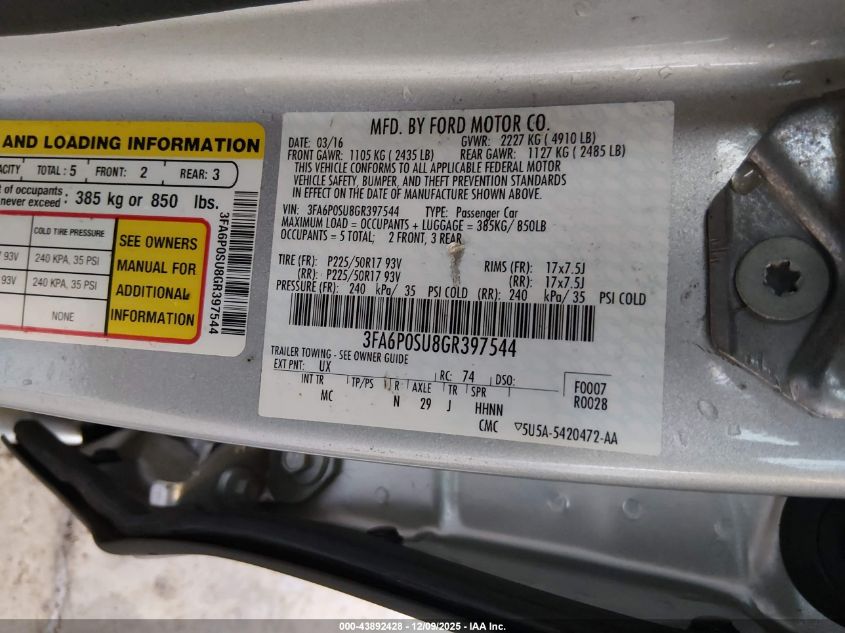 AND LOADING INFORMATION
TOTAL : 5 FRONT: 2 REAR: 3
of occupants
never exceed : 385 kg or 850 lbs.
COLD TIRE PRESSURE
93V 240 KPA, 35 PSI
93V 240 KPA, 35 PSI
NONE
SEE OWNERS
MANUAL FOR
ADDITIONAL
INFORMATION
3FA6P0SU8GR397544
MFD. BY FORD MOTOR CO.
DATE: 03/16 GVWR: 2227 KG ( 4910 LB)
FRONT GAWR: 1105 KG ( 2435 LB) REAR GAWR: 1127 KG ( 2485 LB)
THIS VEHICLE CONFORMS TO ALL APPLICABLE FEDERAL MOTOR
VEHICLE SAFETY, BUMPER, AND THEFT PREVENTION STANDARDS
IN EFFECT ON THE DATE OF MANUFACTURE SHOWN ABOVE.
VIN: 3FA6P0SU8GR397544 TYPE: Passenger Car
MAXIMUM LOAD = OCCUPANTS + LUGGAGE = 385KG/ 850LB
OCCUPANTS = 5 TOTAL; 2 FRONT, 3 REAR
TIRE (FR): P225/50R17 93V RIMS (FR): 17x7.5J
(RR): P225/50R17 93V (RR): 17x7.5J
PRESSURE (FR): 240 kPa/ 35 PSI COLD (RR): 240 kPa/ 35 PSI COLD
3FA6P0SU8GR397544
TRAILER TOWING - SEE OWNER GUIDE
EXT PNT: UX RC: 74 DSO: F0007
INT TR TP/PS R AXLE TR SPR R0028
MC N 29 J HHNN
CMC ▽5U5A-5420472-AA
000-43892428 - 12/09/2025 - Copyright © 2025 IAA, LLC. All Rights Reserved.